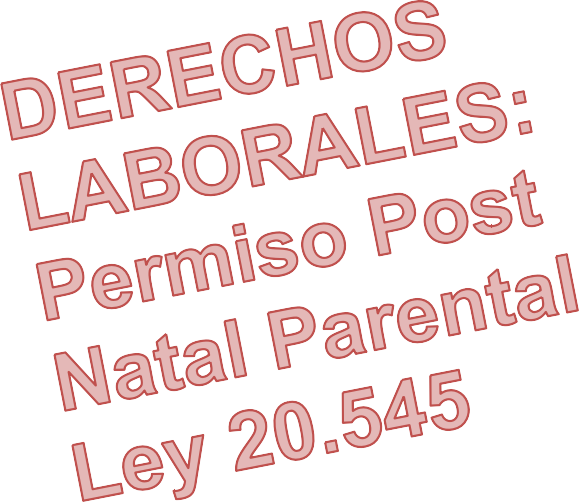 DERECHOS
LABORALES:
Permiso Post
Natal Parental
Ley 20.545